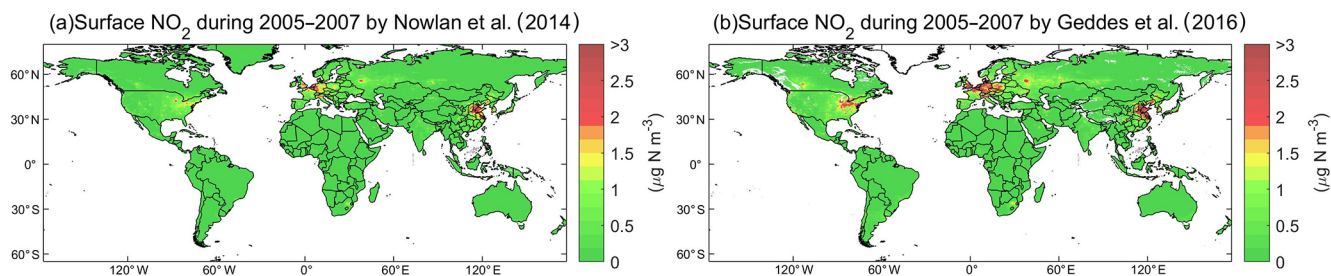 (a)Surface NO2 during 2005–2007 by Nowlan et al. (2014)
60°N
30°N
0°
30°S
60°S
120°W
60°W
0°
60°E
120°E
>3
2.5
2
1.5
1
0.5
0
(μg N m-3)
(b)Surface NO2 during 2005–2007 by Geddes et al. (2016)
60°N
30°N
0°
30°S
60°S
120°W
60°W
0°
60°E
120°E
>3
2.5
2
1.5
1
0.5
0
(μg N m-3)